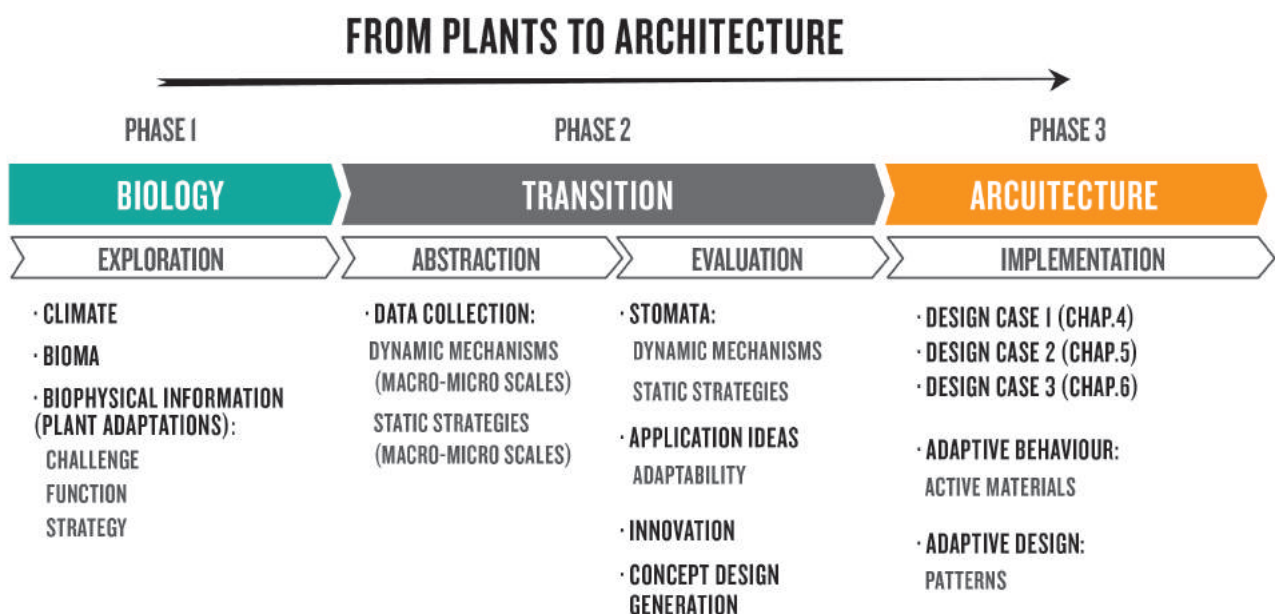 FROM PLANTS TO ARCHITECTURE
PHASE 1
PHASE 2
PHASE 3
BIOLOGY
TRANSITION
ARCUITECTURE
EXPLORATION
ABSTRACTION
EVALUATION
IMPLEMENTATION
· CLIMATE
· BIOMA
· BIOPHYSICAL INFORMATION
(PLANT ADAPTATIONS):
CHALLENGE
FUNCTION
STRATEGY
· DATA COLLECTION:
DYNAMIC MECHANISMS
(MACRO-MICRO SCALES)
STATIC STRATEGIES
(MACRO-MICRO SCALES)
· STOMATA:
DYNAMIC MECHANISMS
STATIC STRATEGIES
· APPLICATION IDEAS
ADAPTABILITY
· INNOVATION
· CONCEPT DESIGN
GENERATION
· DESIGN CASE 1 (CHAP.4)
· DESIGN CASE 2 (CHAP.5)
· DESIGN CASE 3 (CHAP.6)
· ADAPTIVE BEHAVIOUR:
ACTIVE MATERIALS
· ADAPTIVE DESIGN:
PATTERNS